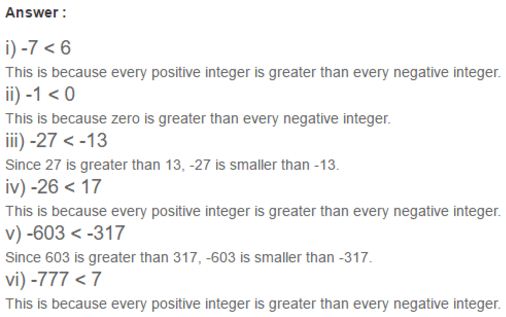 Answer :
i) -7 < 6
This is because every positive integer is greater than every negative integer.
ii) -1 < 0
This is because zero is greater than every negative integer.
iii) -27 < -13
Since 27 is greater than 13, -27 is smaller than -13.
iv) -26 < 17
This is because every positive integer is greater than every negative integer.
v) -603 < -317
Since 603 is greater than 317, -603 is smaller than -317.
vi) -777 < 7
This is because every positive integer is greater than every negative integer.